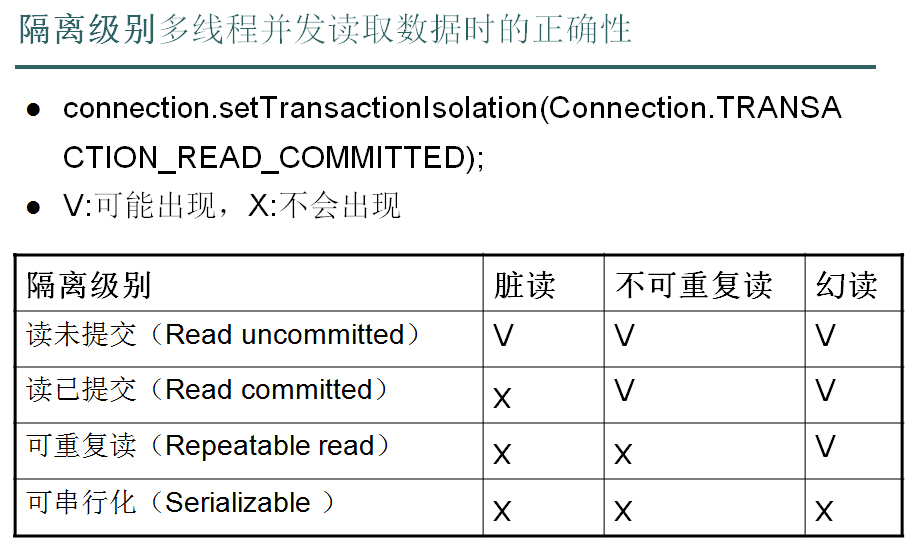 隔离级别多线程并发读取数据时的正确性
● connection.setTransactionIsolation(Connection.TRANSA
CTION_READ_COMMITTED);
● V:可能出现，X:不会出现
隔离级别 脏读 不可重复读 幻读
读未提交（Read uncommitted） V V V
读已提交（Read committed） X V V
可重复读（Repeatable read） X X V
可串行化（Serializable ） X X X